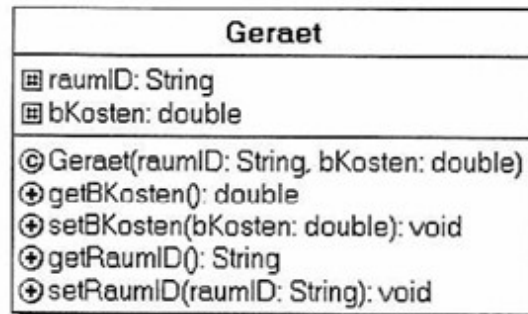 Geraet
raumID: String
bKosten: double
Geraet(raumID: String, bKosten: double)
getBKosten(): double
setBKosten(bKosten: double): void
getRaumID(): String
setRaumID(raumID: String): void